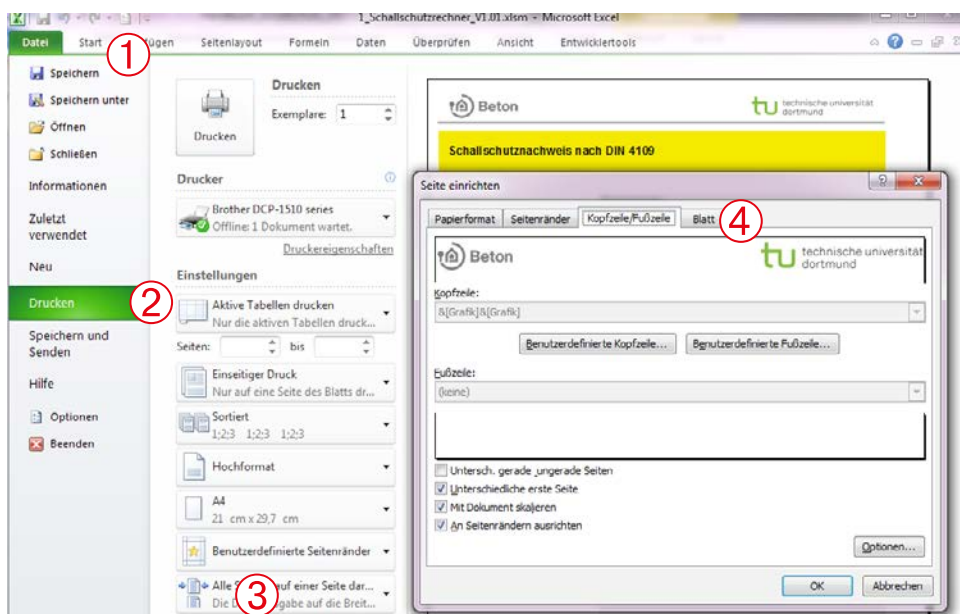 1_Schallschutzrechner_V1.01.xlsm - Microsoft Excel
Datei Start ügen Seitenlayout Formeln Daten Überprüfen Ansicht Entwicklertools
1
Speichern
Speichern unter
Öffnen
Schließen
Informationen
Zuletzt
verwendet
Neu
Drucken
2
Speichern und
Senden
Hilfe
Optionen
Beenden
Drucken
Drucken
Exemplare: 1
Drucker
Brother DCP-1510 series
Offline: 1 Dokument wartet.
Druckereigenschaften
Einstellungen
Aktive Tabellen drucken
Nur die aktiven Tabellen druck...
Seiten: bis
Einseitiger Druck
Nur auf eine Seite des Blatts dr...
Sortiert
1;2;3 1;2;3 1;2;3
Hochformat
A4
21 cm x 29,7 cm
Benutzerdefinierte Seitenränder
Alle S auf einer Seite dar...
3
Die D gabe auf die Breit...
Beton
tu technische universität
dortmund
Schallschutznachweis nach DIN 4109
Seite einrichten
Papierformat Seitenränder Kopfzeile/Fußzeile Blatt
4
Beton
tu technische universität
dortmund
Kopfzeile:
&[Grafik]&[Grafik]
Benutzerdefinierte Kopfzeile... Benutzerdefinierte Fußzeile...
Fußzeile:
(keine)
Untersch. gerade ungerade Seiten
Unterschiedliche erste Seite
Mit Dokument skalieren
An Seitenrändern ausrichten
Optionen...
OK Abbrechen